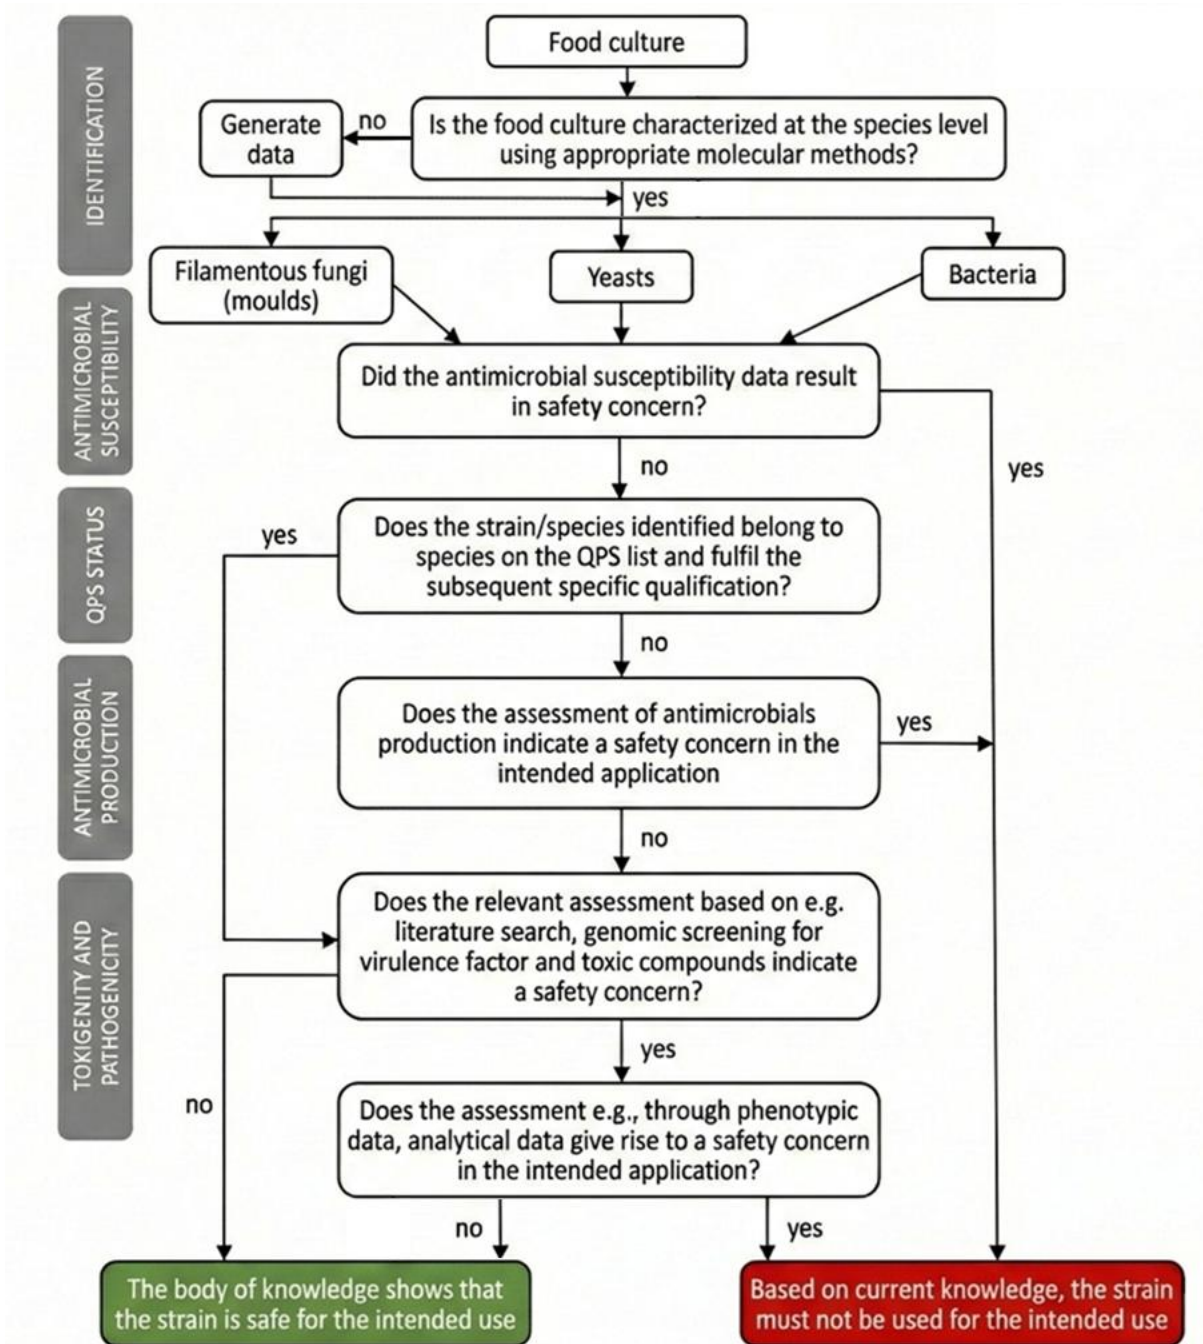 IDENTIFICATION
Food culture
Generate
data
no
Is the food culture characterized at the species level
using appropriate molecular methods?
yes
Filamentous fungi
(moulds)
Yeasts
Bacteria
ANTIMICROBIAL
SUSCEPTIBILITY
Did the antimicrobial susceptibility data result
in safety concern?
no
yes
QPS STATUS
yes
Does the strain/species identified belong to
species on the QPS list and fulfil the
subsequent specific qualification?
no
ANTIMICROBIAL
PRODUCTION
Does the assessment of antimicrobials
production indicate a safety concern in the
intended application
yes
no
TOKIGENITY AND
PATHOGENICITY
Does the relevant assessment based on e.g.
literature search, genomic screening for
virulence factor and toxic compounds indicate
a safety concern?
yes
no
Does the assessment e.g., through phenotypic
data, analytical data give rise to a safety concern
in the intended application?
no
yes
The body of knowledge shows that
the strain is safe for the intended use
Based on current knowledge, the strain
must not be used for the intended use